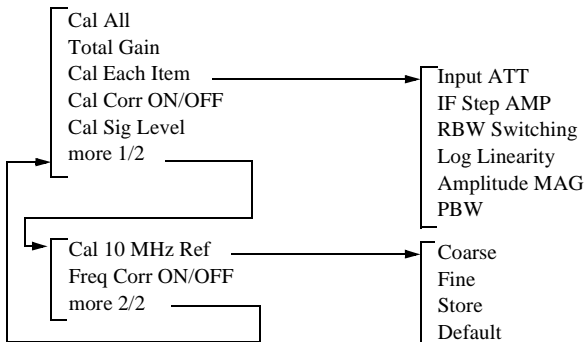 Cal All
Total Gain
Cal Each Item
Cal Corr ON/OFF
Cal Sig Level
more 1/2
Input ATT
IF Step AMP
RBW Switching
Log Linearity
Amplitude MAG
PBW
Cal 10 MHz Ref
Freq Corr ON/OFF
more 2/2
Coarse
Fine
Store
Default